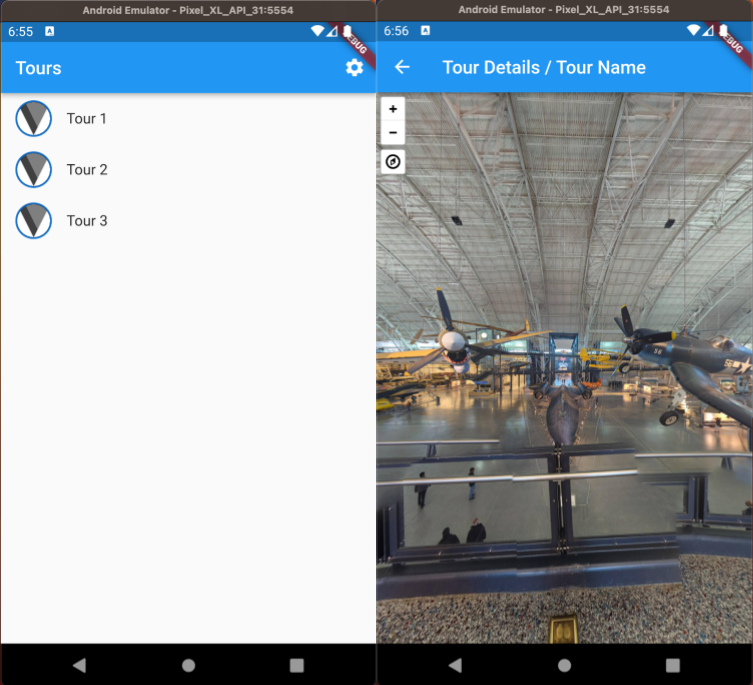 Android Emulator - Pixel_XL_API_31:5554
6:55
A
DEBUG
Tours
Tour 1
Tour 2
Tour 3
Android Emulator - Pixel_XL_API_31:5554
6:56
A
DEBUG
Tour Details / Tour Name
+
−